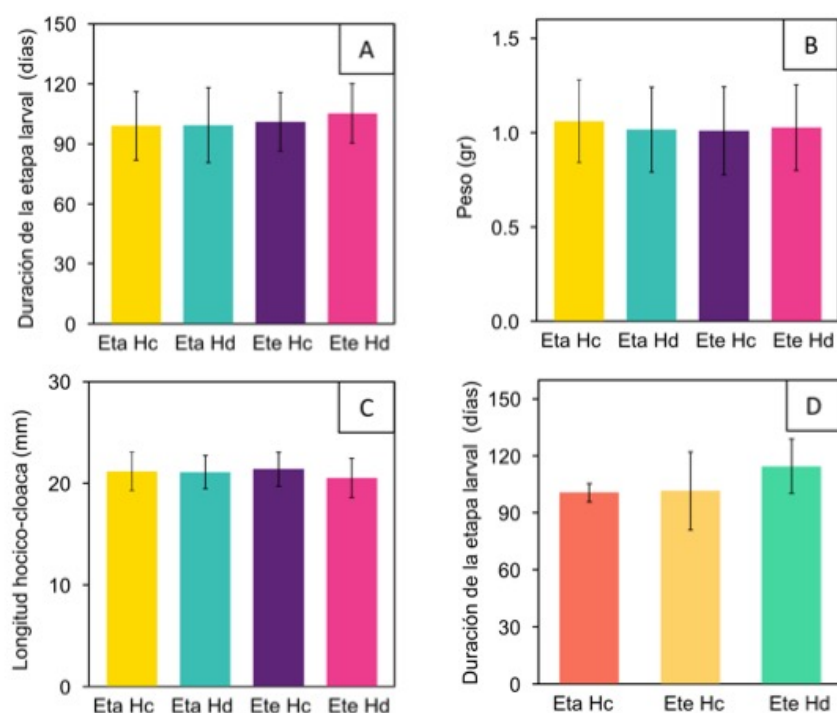 A
Duración de la etapa larval (días)
150
120
90
60
30
0
Eta Hc Eta Hd Ete Hc Ete Hd
B
Peso (gr)
1.5
1.0
0.5
0.0
Eta Hc Eta Hd Ete Hc Ete Hd
C
Longitud hocico-cloaca (mm)
30
20
10
0
Eta Hc Eta Hd Ete Hc Ete Hd
D
Duración de la etapa larval (días)
150
120
90
60
30
0
Eta Hc Ete Hc Ete Hd